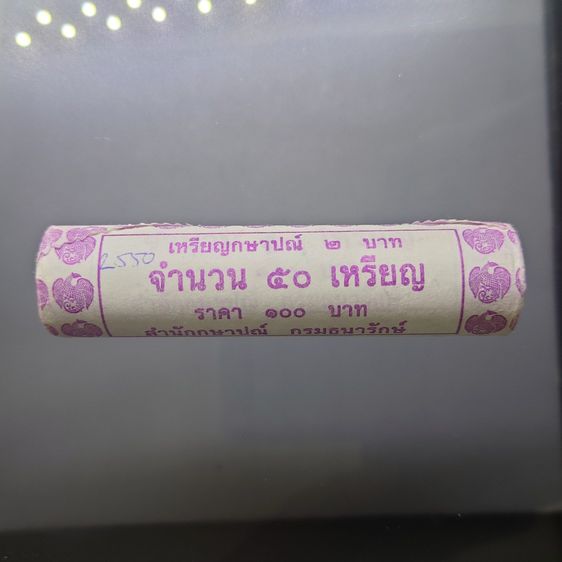 เหรียญกษาปณ์ ๒ บาท
2550
จำนวน ๕๐ เหรียญ
ราคา ๑๐๐ บาท
สำนักกษาปณ์ กรมธนารักษ์